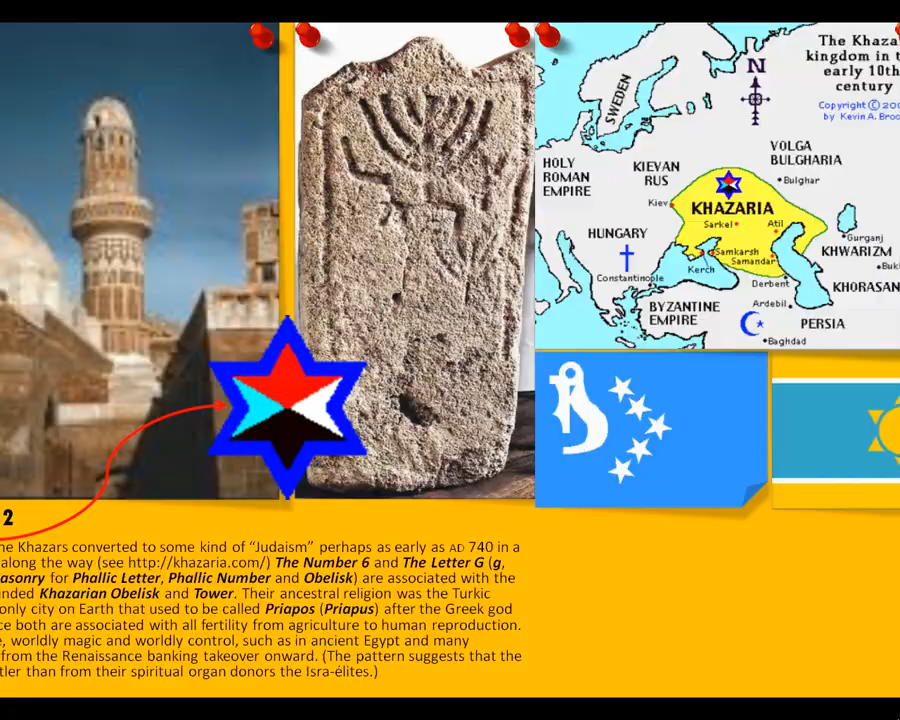 The Khaza
kingdom in t
early 10th
century
Copyright © 200
by Kevin A. Broo
N
SWEDEN
HOLY
ROMAN
EMPIRE
KIEVAN
RUS
VOLGA
BULGHARIA
Bulghar
Kiev
KHAZARIA
Sarkel
Atil
HUNGARY
Samkarsh
Samandar
Kerch
Gurganj
KHWARIZM
Bukh
Constantinople
Derbent
KHORASAN
BYZANTINE
EMPIRE
Ardebil
PERSIA
Baghdad
2
he Khazars converted to some kind of “Judaism” perhaps as early as AD 740 in a
along the way (see http://khazaria.com/) The Number 6 and The Letter G (g,
asonry for Phallic Letter, Phallic Number and Obelisk) are associated with the
unded Khazarian Obelisk and Tower. Their ancestral religion was the Turkic
only city on Earth that used to be called Priapos (Priapus) after the Greek god
ce both are associated with all fertility from agriculture to human reproduction.
e, worldly magic and worldly control, such as in ancient Egypt and many
from the Renaissance banking takeover onward. (The pattern suggests that the
tler than from their spiritual organ donors the Isra-élites.)